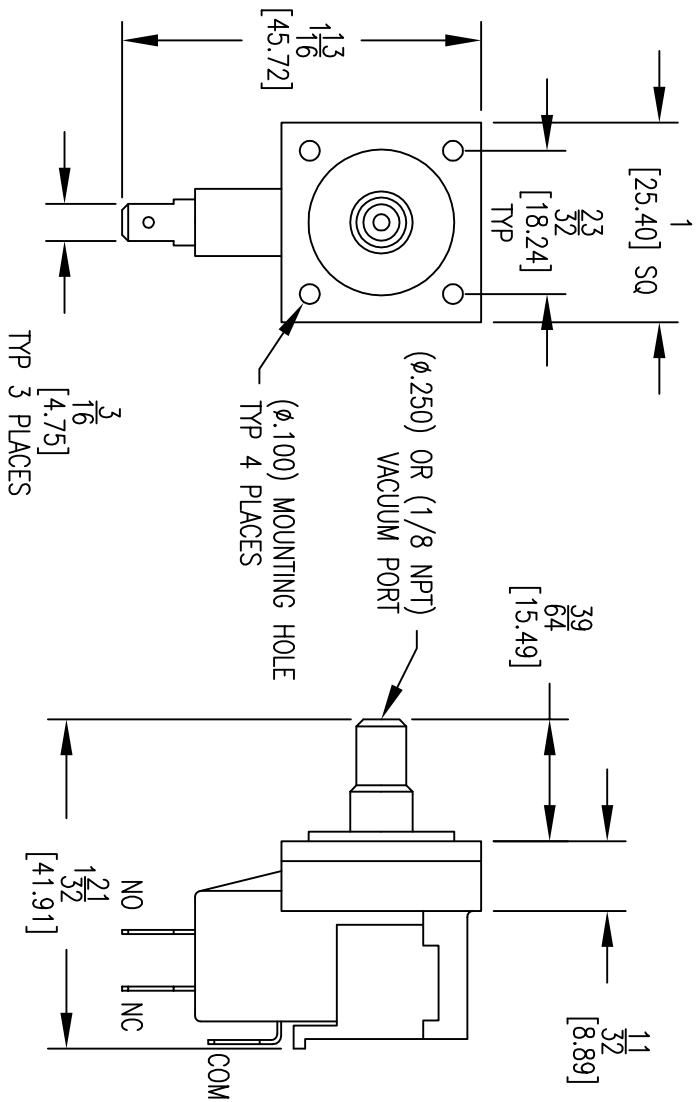 1
[25.40] SQ
23/32
[18.24]
TYP
1 13/16
[45.72]
3/16
[4.75]
TYP 3 PLACES
(ø.250) OR (1/8 NPT)
VACUUM PORT
(ø.100) MOUNTING HOLE
TYP 4 PLACES
39/64
[15.49]
11/32
[8.89]
1 21/32
[41.91]
NO
NC
COM